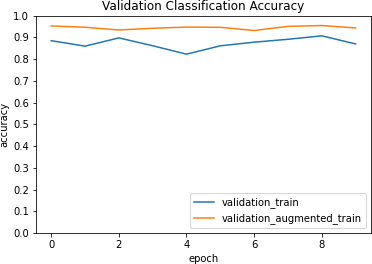 Validation Classification Accuracy
accuracy
1.0
0.9
0.8
0.7
0.6
0.5
0.4
0.3
0.2
0.1
0.0
validation_train
validation_augmented_train
0 2 4 6 8
epoch